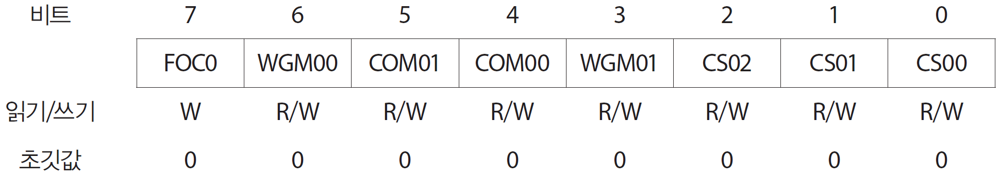 비트 7 6 5 4 3 2 1 0
FOC0 WGM00 COM01 COM00 WGM01 CS02 CS01 CS00
읽기/쓰기 W R/W R/W R/W R/W R/W R/W R/W
초깃값 0 0 0 0 0 0 0 0